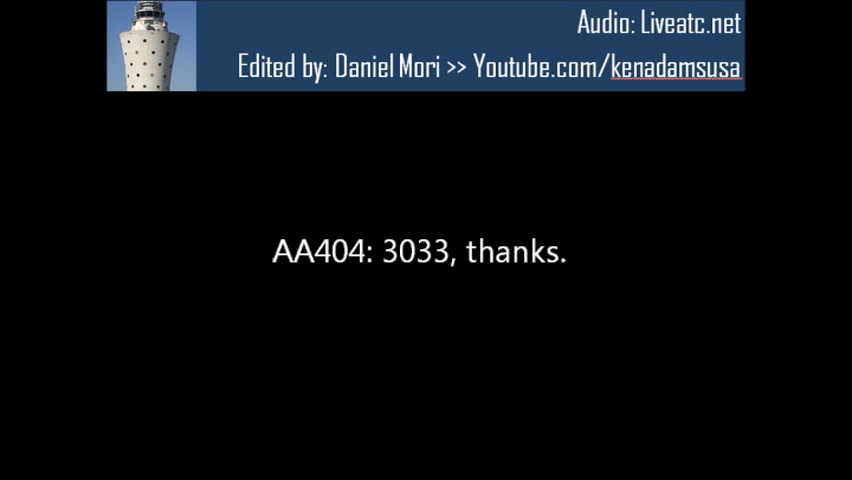 Audio: Liveatc.net
Edited by: Daniel Mori >> Youtube.com/kenadamsusa
AA404: 3033, thanks.